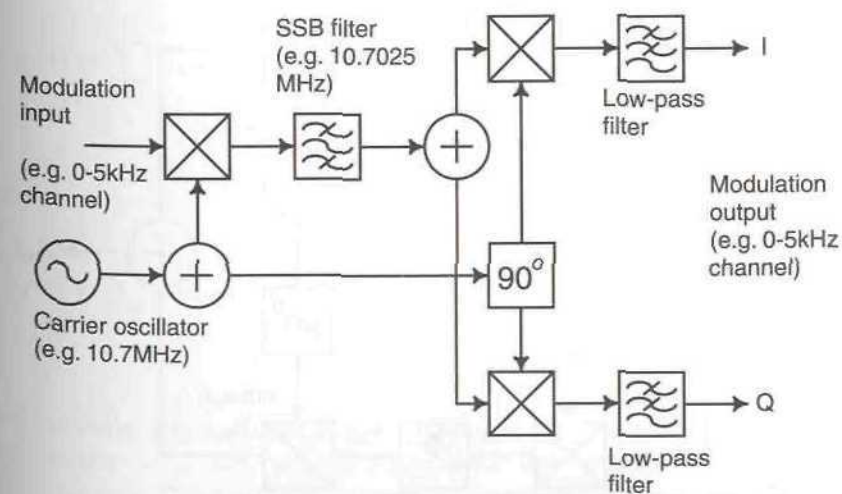 SSB filter
(e.g. 10.7025
MHz)
I
Modulation
input
Low-pass
filter
(e.g. 0-5kHz
channel)
Modulation
output
(e.g. 0-5kHz
channel)
90°
Carrier oscillator
(e.g. 10.7MHz)
Q
Low-pass
filter